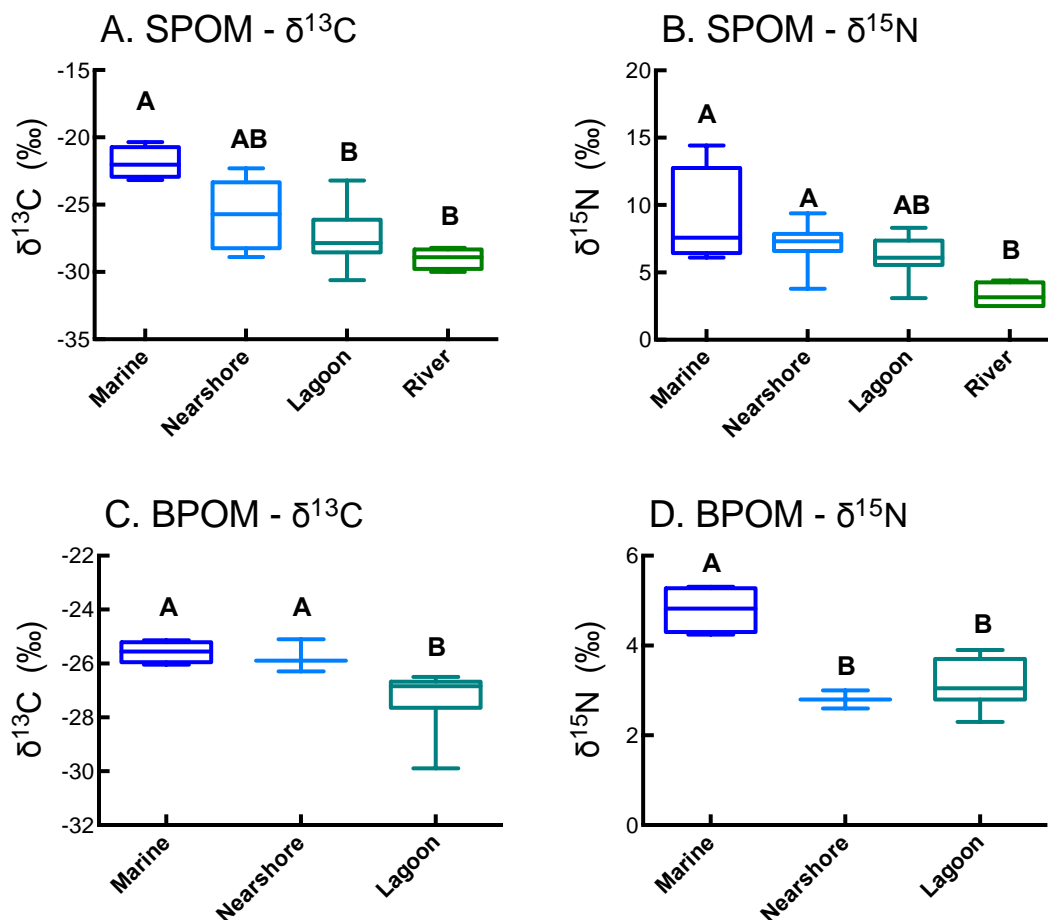 A. SPOM - δ¹³C
-15
-20
-25
-30
-35
δ¹³C (‰)
A
AB
B
B
Marine
Nearshore
Lagoon
River
B. SPOM - δ¹⁵N
20
15
10
5
0
δ¹⁵N (‰)
A
A
AB
B
Marine
Nearshore
Lagoon
River
C. BPOM - δ¹³C
-22
-24
-26
-28
-30
-32
δ¹³C (‰)
A
A
B
Marine
Nearshore
Lagoon
D. BPOM - δ¹⁵N
6
4
2
0
δ¹⁵N (‰)
A
B
B
Marine
Nearshore
Lagoon